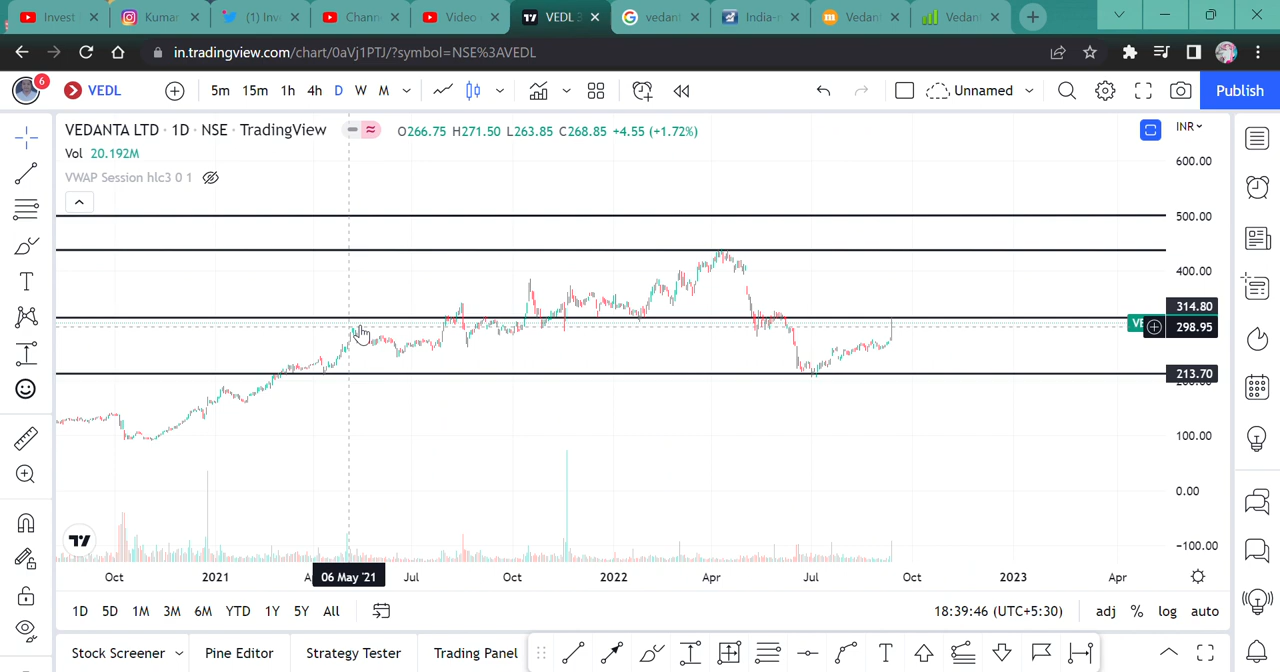 Invest
Kumar
(1) Inv
Chann
Video
VEDL 3
vedant
India-r
Vedan
Vedan
in.tradingview.com/chart/0aVj1PTJ/?symbol=NSE%3AVEDL
6
VEDL
5m 15m 1h 4h D W M
Unnamed
Publish
VEDANTA LTD · 1D · NSE · TradingView
O266.75 H271.50 L263.85 C268.85 +4.55 (+1.72%)
INR
Vol 20.192M
VWAP Session hlc3 0 1
600.00
500.00
400.00
314.80
VE
298.95
213.70
100.00
0.00
−100.00
Oct 2021 06 May '21 Jul Oct 2022 Apr Jul Oct 2023 Apr
1D 5D 1M 3M 6M YTD 1Y 5Y All
18:39:46 (UTC+5:30)
adj % log auto
Stock Screener Pine Editor Strategy Tester Trading Panel